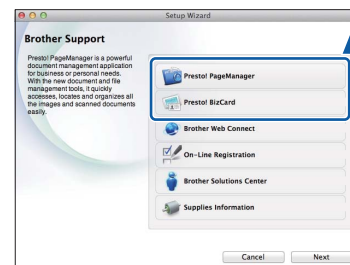 Setup Wizard
Brother Support
Presto! PageManager is a powerful
document management application
for business or personal needs.
With the new document and file
management tools, it quickly
accesses, locates and organizes all
the images and scanned documents
easily.
Presto! PageManager
Presto! BizCard
Brother Web Connect
On-Line Registration
Brother Solutions Center
Supplies Information
Cancel
Next